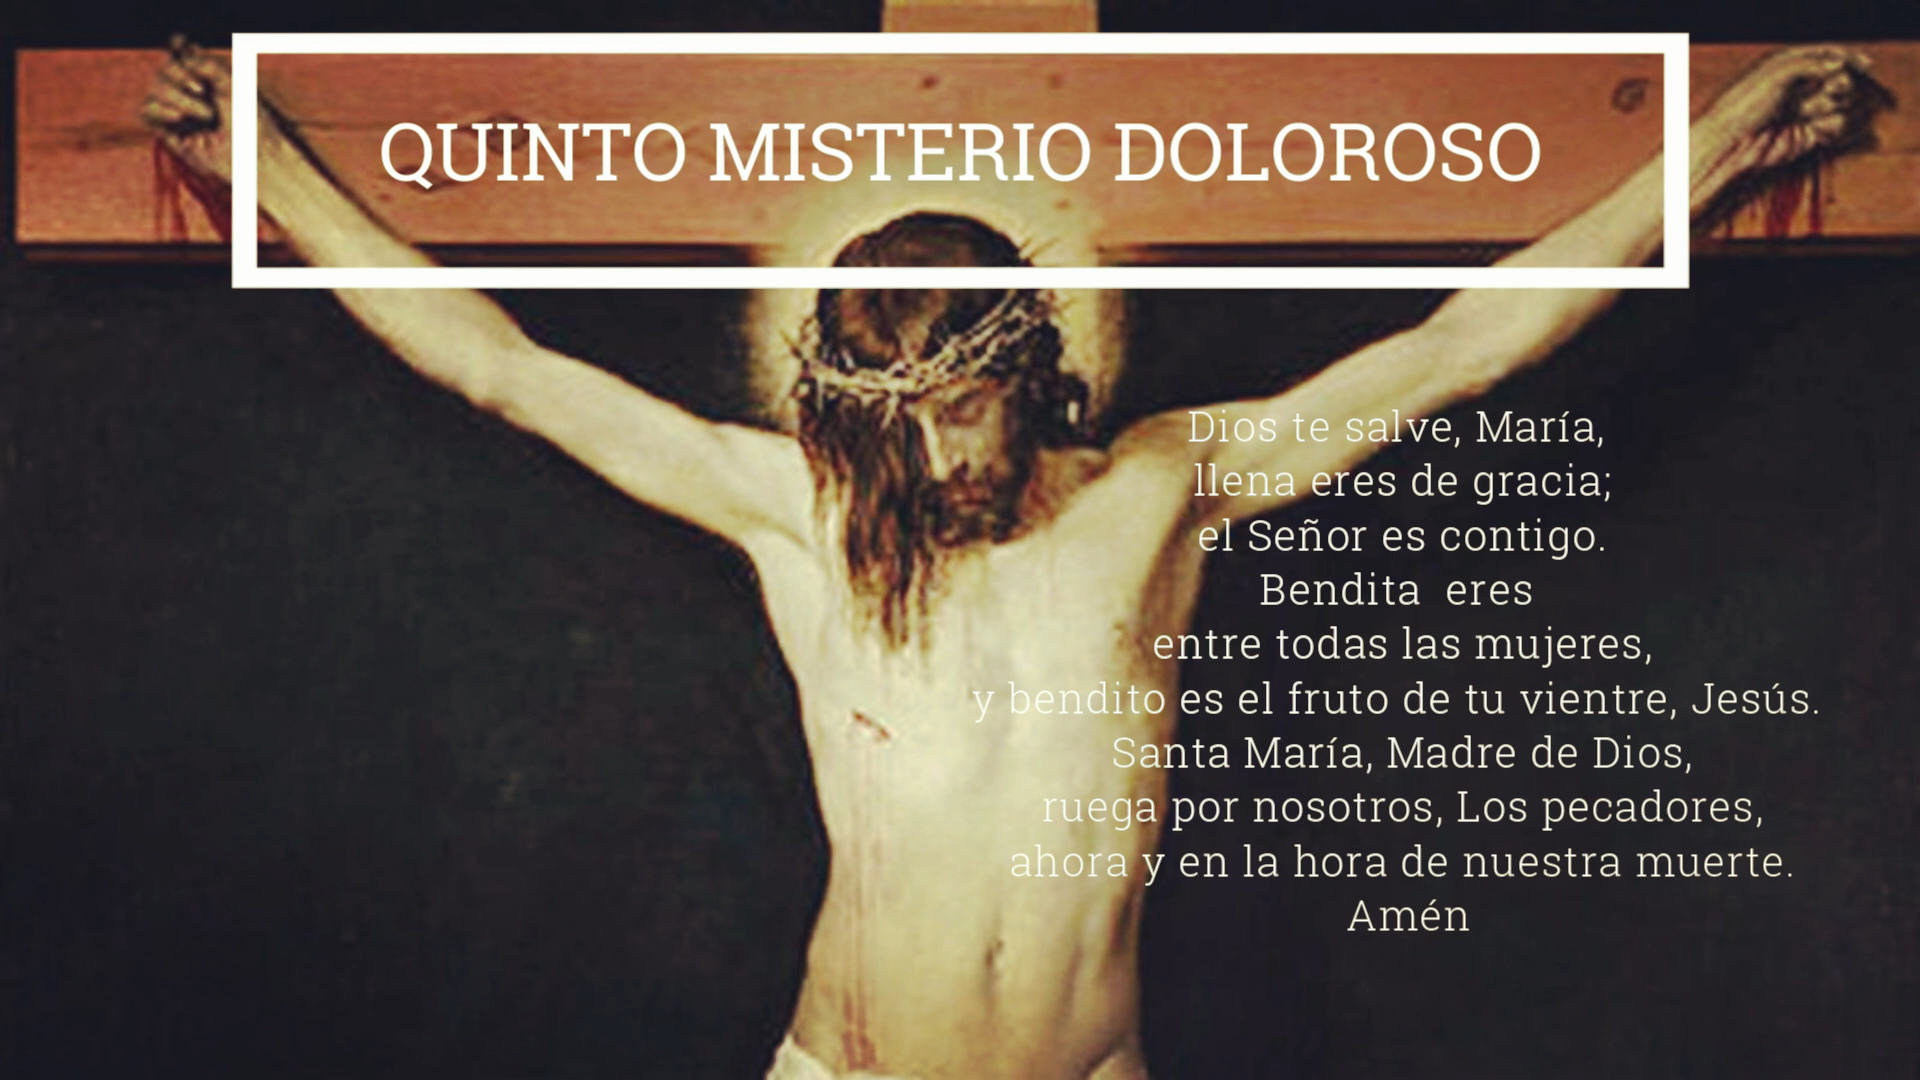 QUINTO MISTERIO DOLOROSO
Dios te salve, María,
llena eres de gracia;
el Señor es contigo.
Bendita  eres
entre todas las mujeres,
y bendito es el fruto de tu vientre, Jesús.
Santa María, Madre de Dios,
ruega por nosotros, Los pecadores,
ahora y en la hora de nuestra muerte.
Amén